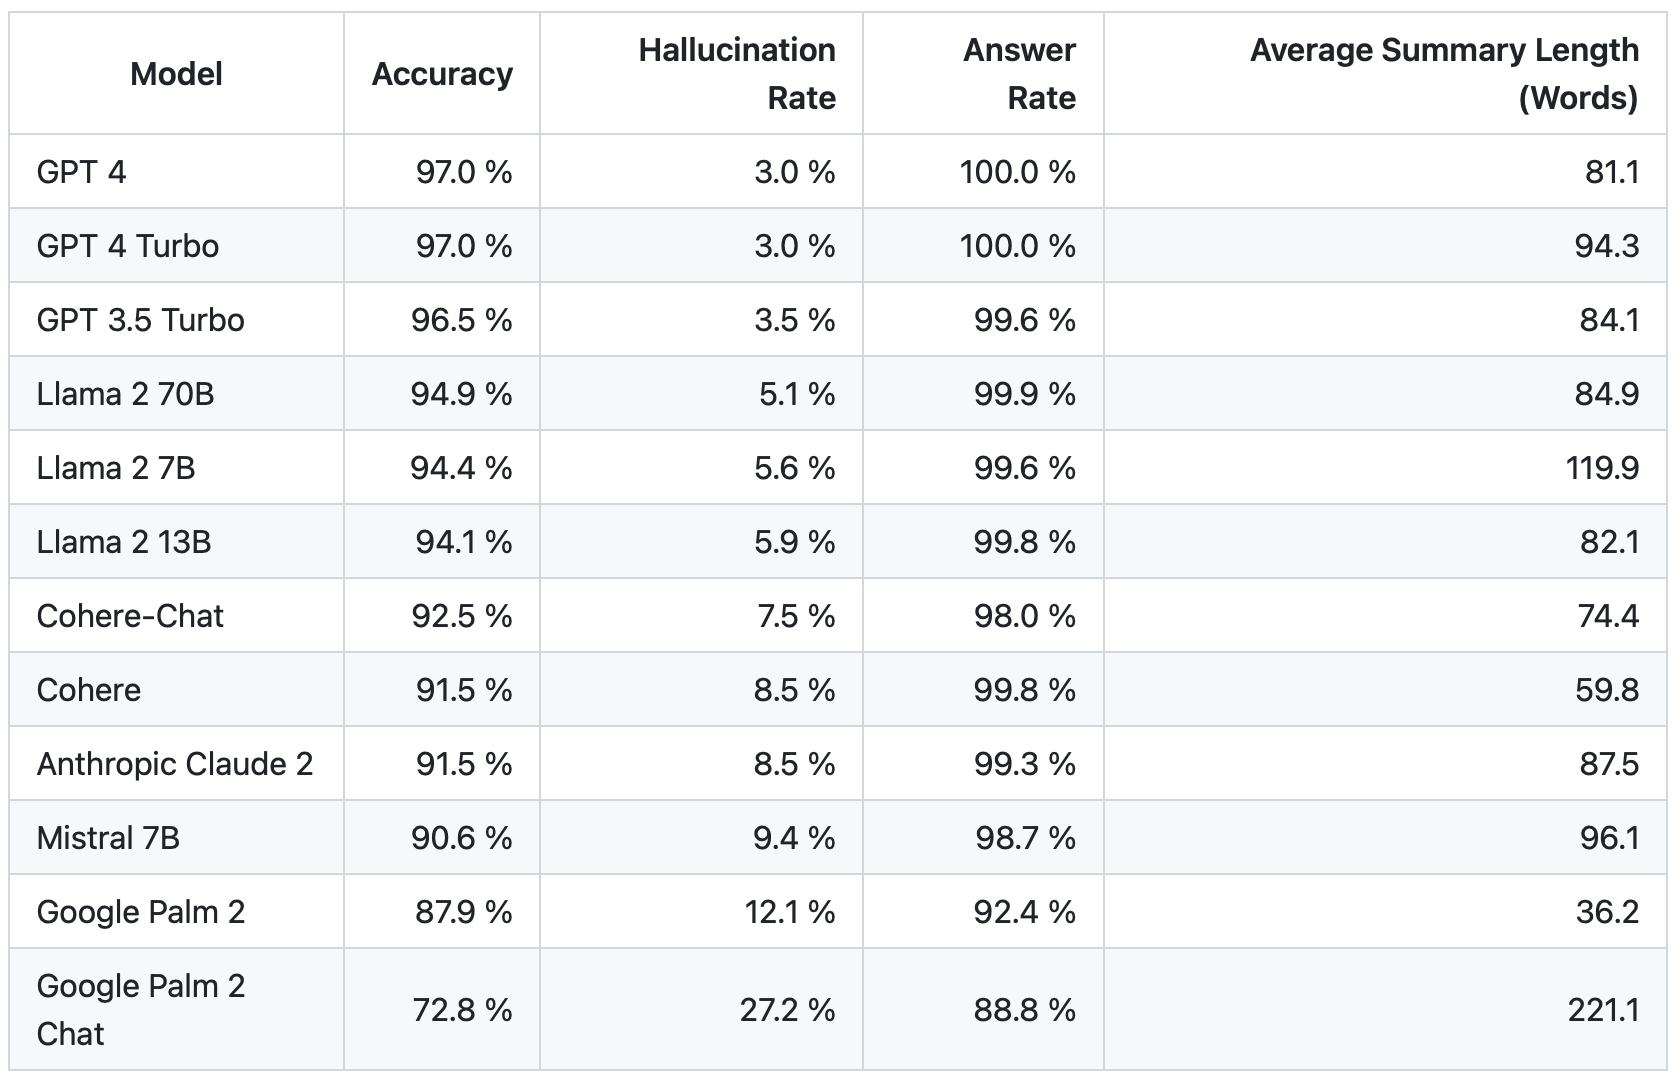 Model Accuracy Hallucination Rate Answer Rate Average Summary Length (Words)
GPT 4 97.0 % 3.0 % 100.0 % 81.1
GPT 4 Turbo 97.0 % 3.0 % 100.0 % 94.3
GPT 3.5 Turbo 96.5 % 3.5 % 99.6 % 84.1
Llama 2 70B 94.9 % 5.1 % 99.9 % 84.9
Llama 2 7B 94.4 % 5.6 % 99.6 % 119.9
Llama 2 13B 94.1 % 5.9 % 99.8 % 82.1
Cohere-Chat 92.5 % 7.5 % 98.0 % 74.4
Cohere 91.5 % 8.5 % 99.8 % 59.8
Anthropic Claude 2 91.5 % 8.5 % 99.3 % 87.5
Mistral 7B 90.6 % 9.4 % 98.7 % 96.1
Google Palm 2 87.9 % 12.1 % 92.4 % 36.2
Google Palm 2 Chat 72.8 % 27.2 % 88.8 % 221.1